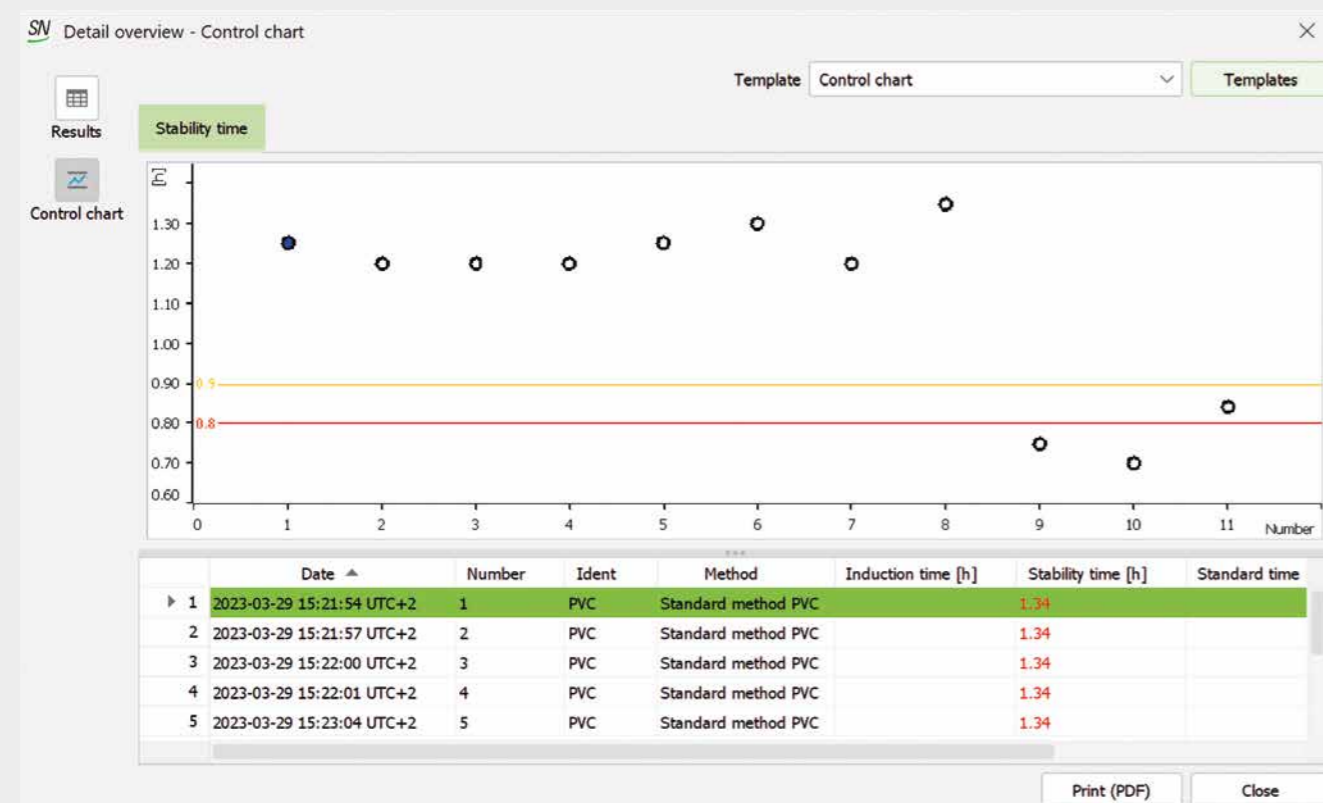 SN Detail overview - Control chart
Template Control chart Templates
Results
Control chart
Stability time
[h]
1.30
1.20
1.10
1.00
0.90 0.9
0.80 0.8
0.70
0.60
0 1 2 3 4 5 6 7 8 9 10 11 Number
Date Number Ident Method Induction time [h] Stability time [h] Standard time
1 2023-03-29 15:21:54 UTC+2 1 PVC Standard method PVC 1.34
2 2023-03-29 15:21:57 UTC+2 2 PVC Standard method PVC 1.34
3 2023-03-29 15:22:00 UTC+2 3 PVC Standard method PVC 1.34
4 2023-03-29 15:22:01 UTC+2 4 PVC Standard method PVC 1.34
5 2023-03-29 15:23:04 UTC+2 5 PVC Standard method PVC 1.34
Print (PDF) Close